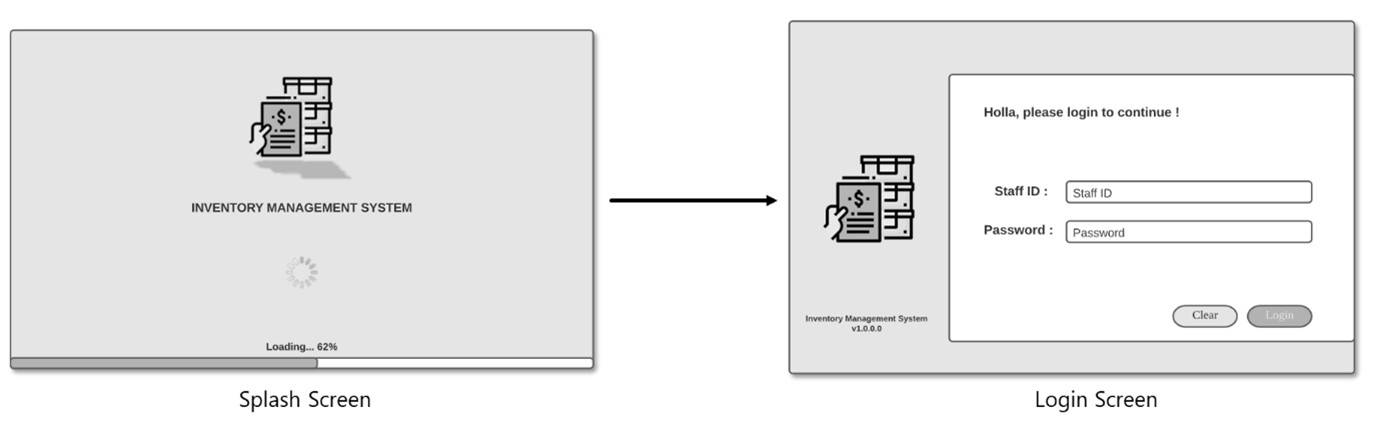 INVENTORY MANAGEMENT SYSTEM
Loading... 62%
Splash Screen
Holla, please login to continue !
$
Staff ID :
Staff ID
Password :
Password
Clear
Login
Inventory Management System
v1.0.0.0
Login Screen